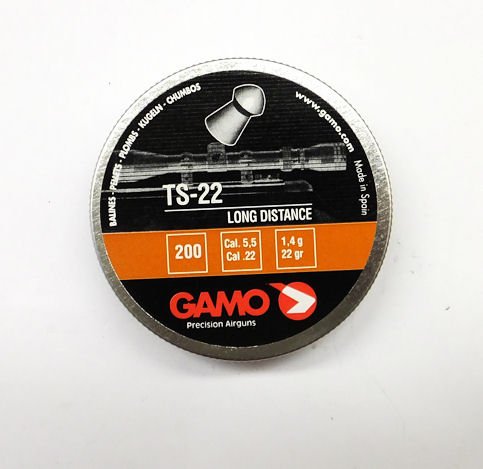 BALINES - PELLETS - PLOMBS - KUGELN - CHUMBOS
www.gamo.com
Made in Spain
TS-22
LONG DISTANCE
200
Cal. 5,5
Cal .22
1,4 g
22 gr
GAMO
Precision Airguns